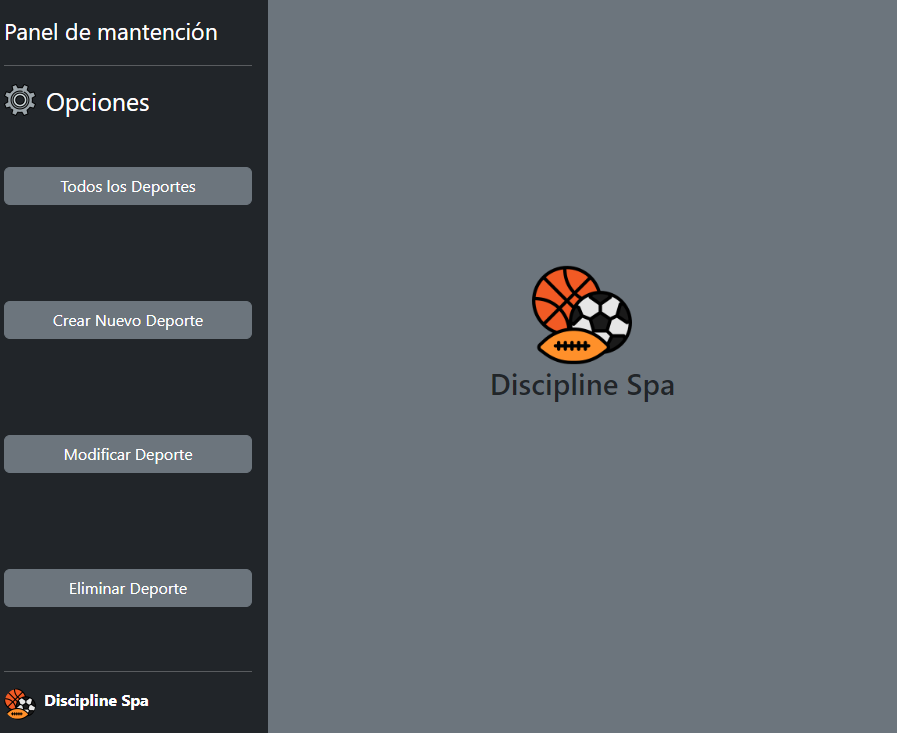 Panel de mantención
Opciones
Todos los Deportes
Crear Nuevo Deporte
Modificar Deporte
Eliminar Deporte
Discipline Spa
Discipline Spa